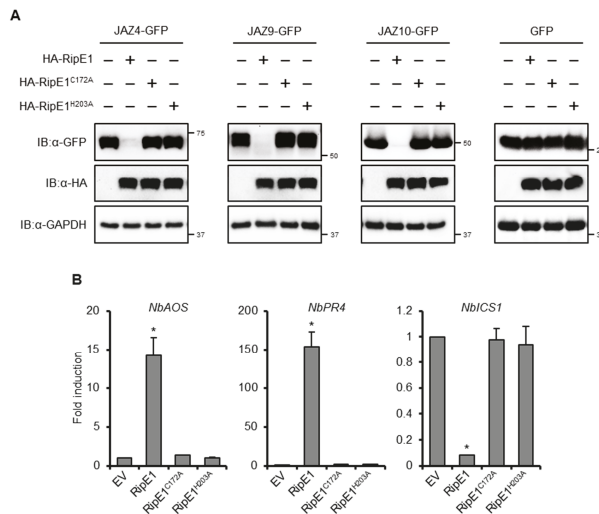 A
JAZ4-GFP JAZ9-GFP JAZ10-GFP GFP
HA-RipE1 – + – – – + – – – + – – – + – –
HA-RipE1C172A – – + – – – + – – – + – – – + –
HA-RipE1H203A – – – + – – – + – – – + – – – +
IB:α-GFP 75 50 50 2
IB:α-HA
IB:α-GAPDH 37 37 37 37
B
NbAOS NbPR4 NbICS1
Fold induction
20 15 10 5 0
200 150 100 50 0
1.2 1 0.8 0.6 0.4 0.2 0
* * *
EV RipE1 RipE1C172A RipE1H203A
EV RipE1 RipE1C172A RipE1H203A
EV RipE1 RipE1C172A RipE1H203A